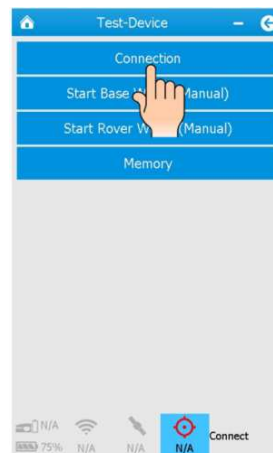 Test-Device
Connection
Start Base W Manual)
Start Rover W (Manual)
Memory
N/A
75%
N/A
N/A
N/A
Connect